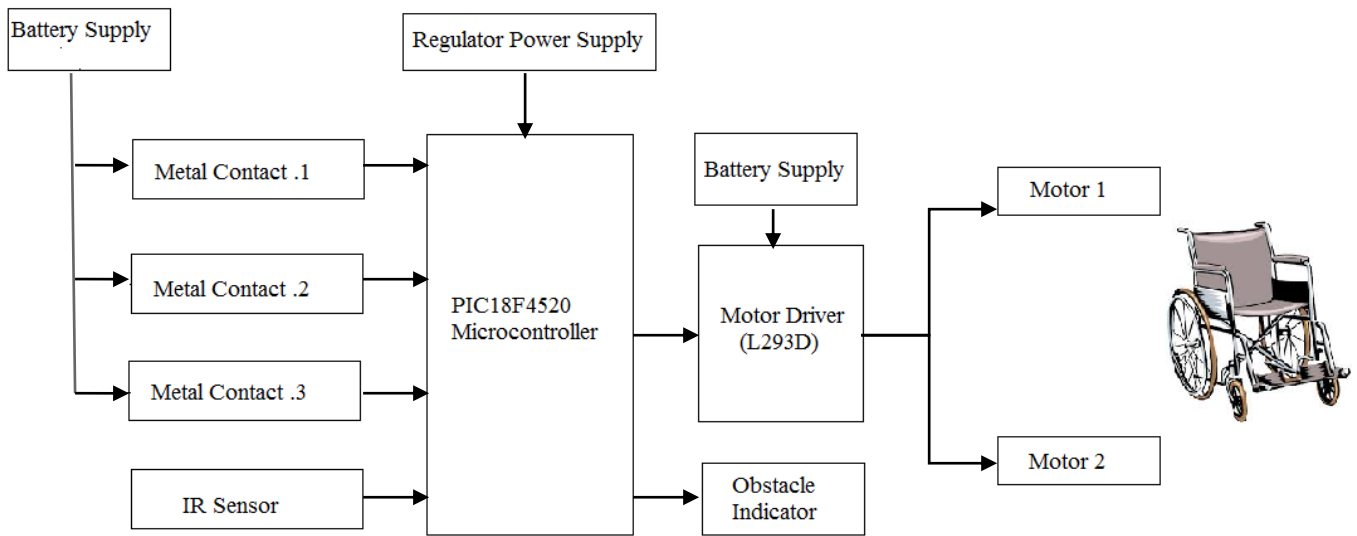 Battery Supply
Regulator Power Supply
Metal Contact .1
Battery Supply
Motor 1
Metal Contact .2
PIC18F4520
Microcontroller
Motor Driver
(L293D)
Metal Contact .3
Motor 2
IR Sensor
Obstacle
Indicator